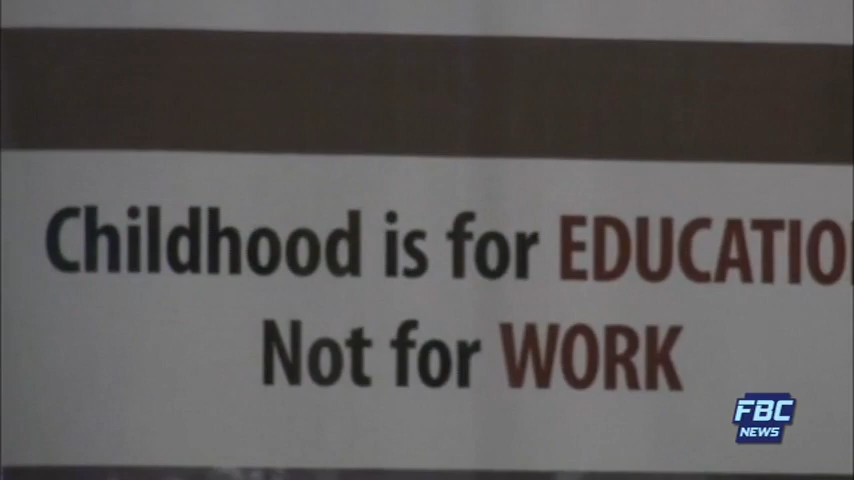 Childhood is for EDUCATIO
Not for WORK
FBC
NEWS